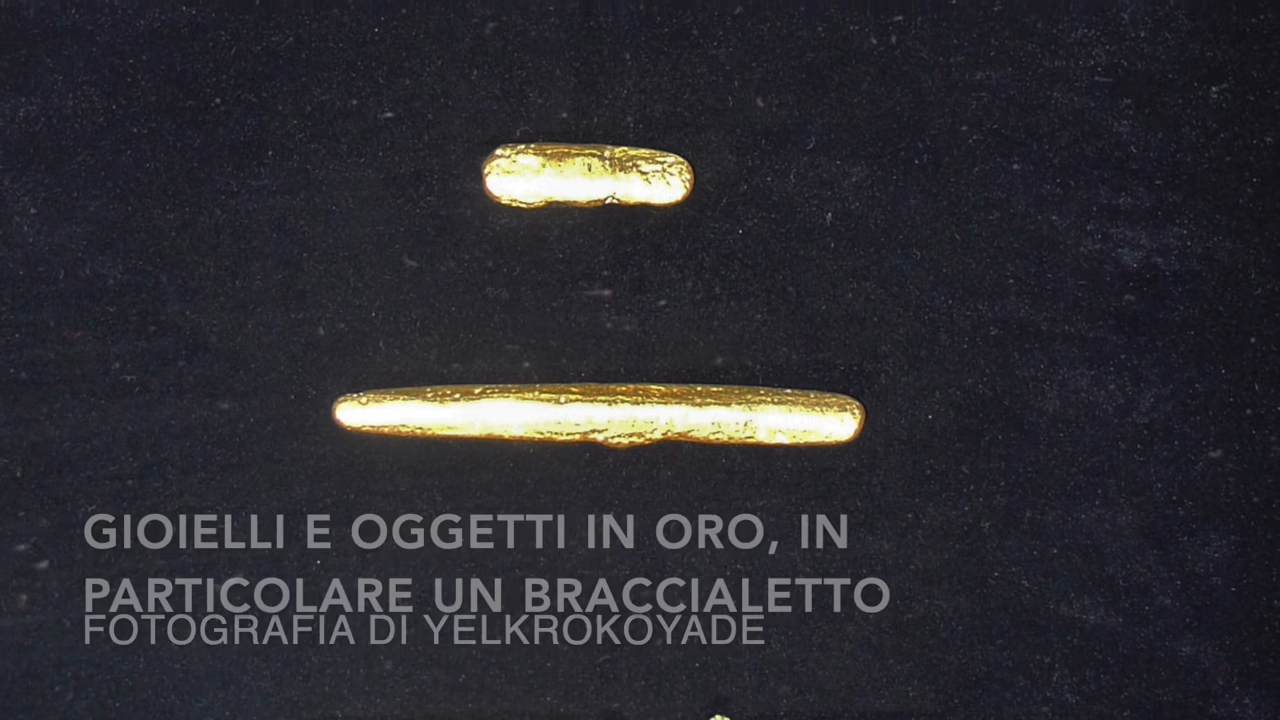 GIOIELLI E OGGETTI IN ORO, IN
PARTICOLARE UN BRACCIALETTO
FOTOGRAFIA DI YELKROKOYADE